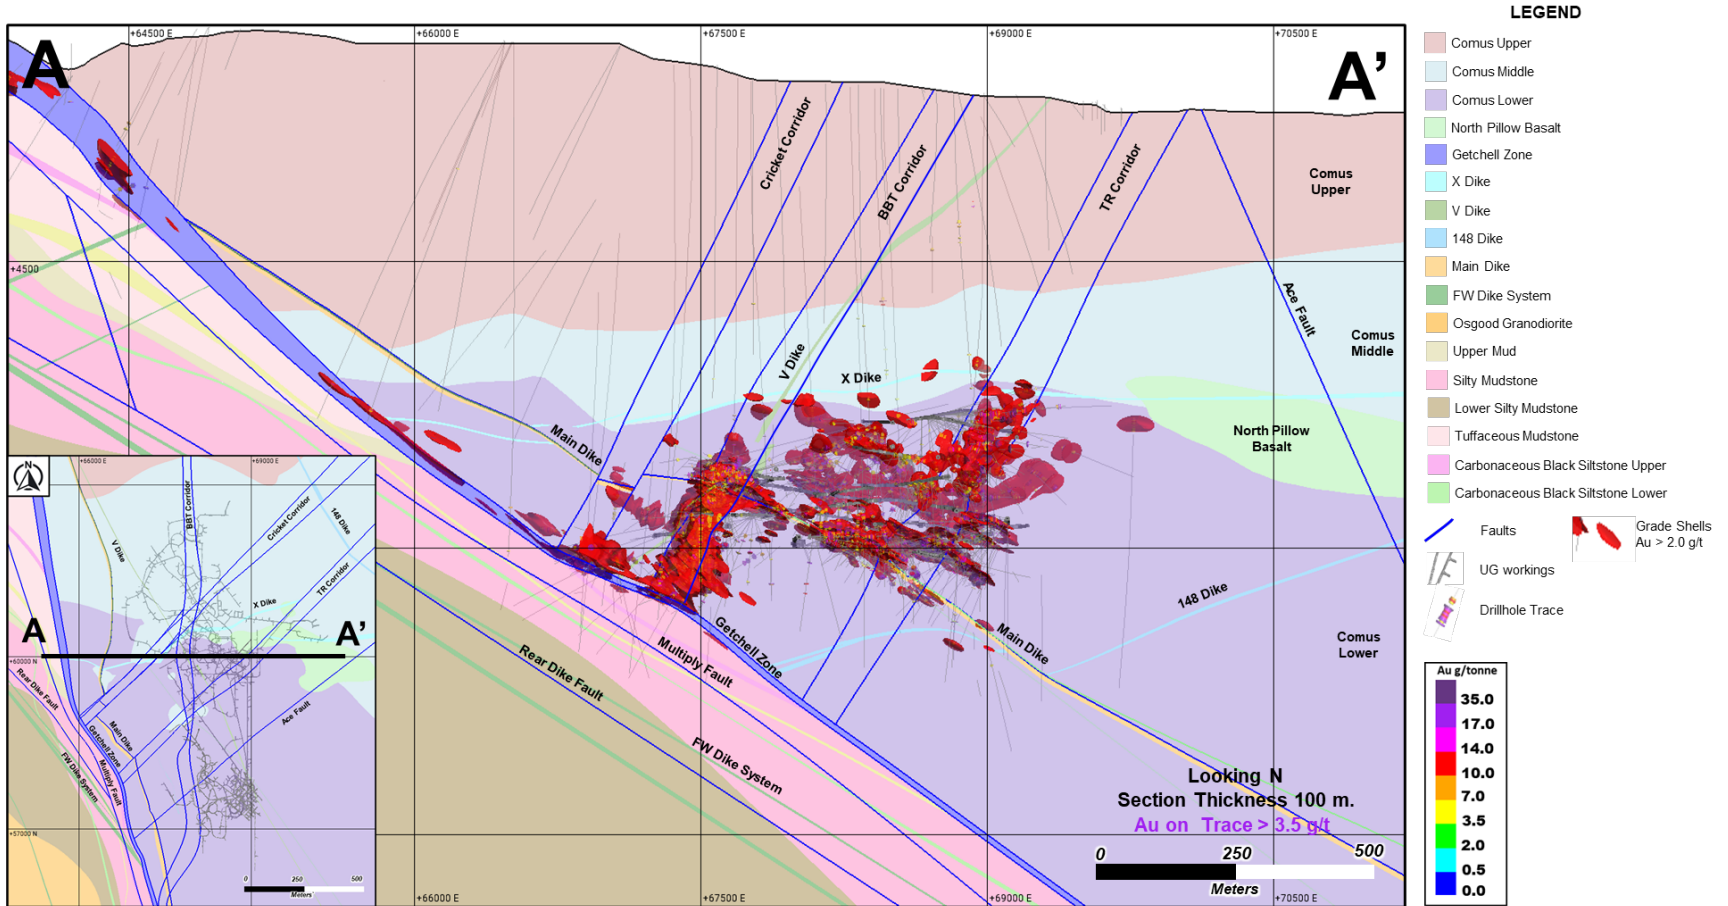 LEGEND
+64500 E
+66000 E
+67500 E
+69000 E
+70500 E
A
A'
Comus Upper
Comus Middle
Comus Lower
North Pillow Basalt
Getchell Zone
X Dike
V Dike
148 Dike
Main Dike
FW Dike System
Osgood Granodiorite
Upper Mud
Silty Mudstone
Lower Silty Mudstone
Tuffaceous Mudstone
Carbonaceous Black Siltstone Upper
Carbonaceous Black Siltstone Lower
Faults
Grade Shells
Au > 2.0 g/t
UG workings
Drillhole Trace
Au g/tonne
35.0
17.0
14.0
10.0
7.0
3.5
2.0
0.5
0.0
Cricket Corridor
BBT Corridor
TR Corridor
Comus
Upper
+4500
Ace Fault
Comus
Middle
V Dike
X Dike
Main Dike
North Pillow
Basalt
148 Dike
Comus
Lower
Main Dike
Getchell Zone
Multiply Fault
Rear Dike Fault
FW Dike System
Looking N
Section Thickness 100 m.
Au on Trace > 3.5 g/t
0
250
500
Meters
+66000 E
+67500 E
+69000 E
+70500 E
N
+66000 E
+69000 E
BBT Corridor
Cricket Corridor
148 Dike
V Dike
TR Corridor
X Dike
A
A'
+60000 N
Rear Dike Fault
Ace Fault
Main Dike
Getchell Zone
Multiply Fault
FW Dike System
+57000 N
0
250
500
Meters